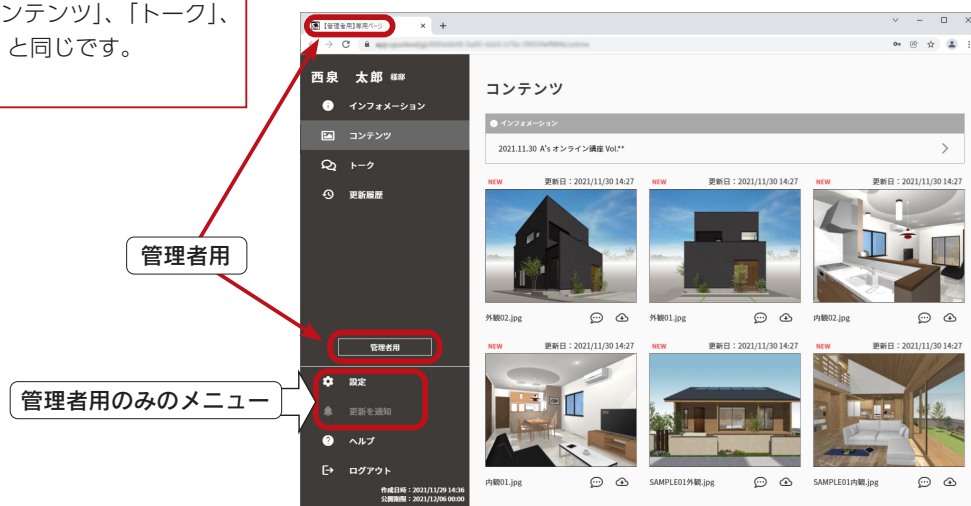 ンテンツ」、「トーク」、
と同じです。
【管理者用】専用ページ
西泉 太郎 様邸
インフォメーション
コンテンツ
トーク
更新履歴
管理者用
設定
更新を通知
ヘルプ
ログアウト
作成日時：2021/11/29 14:36
公開期限：2021/12/06 00:00
管理者用
管理者用のみのメニュー
コンテンツ
インフォメーション
2021.11.30 A's オンライン講座 Vol.**
NEW 更新日：2021/11/30 14:27
NEW 更新日：2021/11/30 14:27
NEW 更新日：2021/11/30 14:27
外観02.jpg
外観01.jpg
内観02.jpg
NEW 更新日：2021/11/30 14:27
NEW 更新日：2021/11/30 14:27
NEW 更新日：2021/11/30 14:27
内観01.jpg
SAMPLE01外観.jpg
SAMPLE01内観.jpg